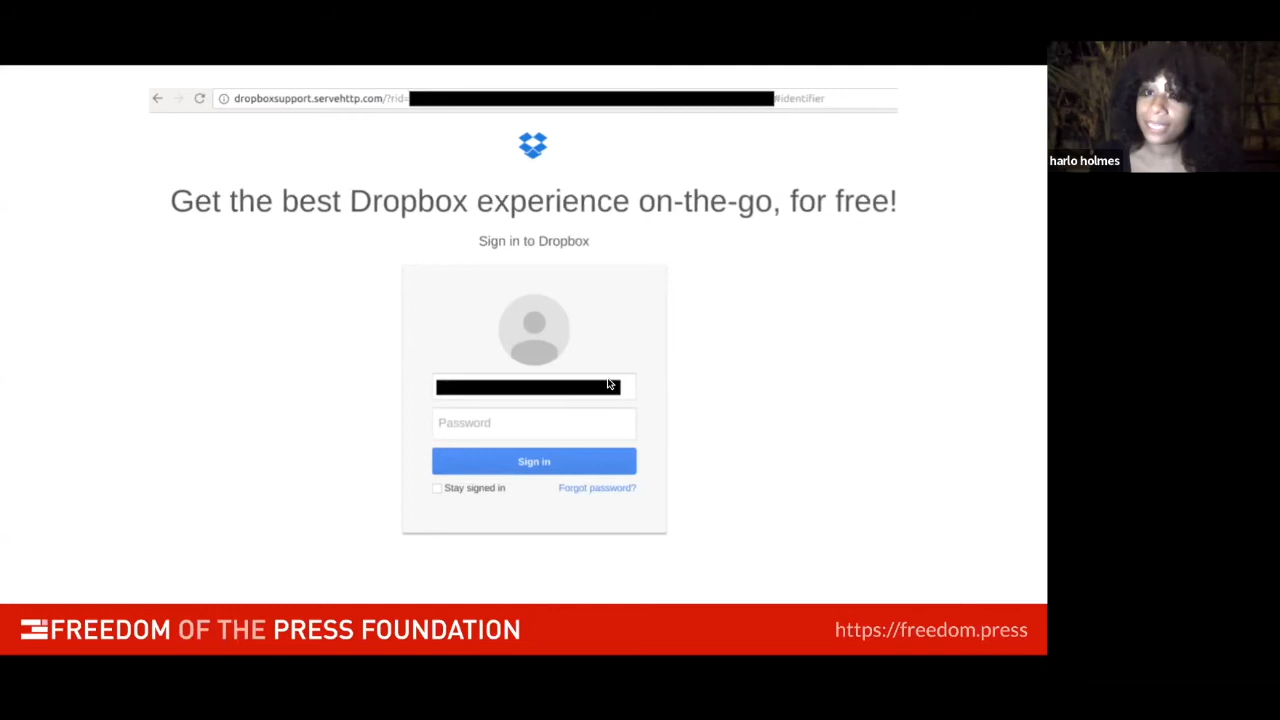 dropboxsupport.servehttp.com/?rid= #identifier
Get the best Dropbox experience on-the-go, for free!
Sign in to Dropbox
Password
Sign in
Stay signed in Forgot password?
harlo holmes
FREEDOM OF THE PRESS FOUNDATION https://freedom.press